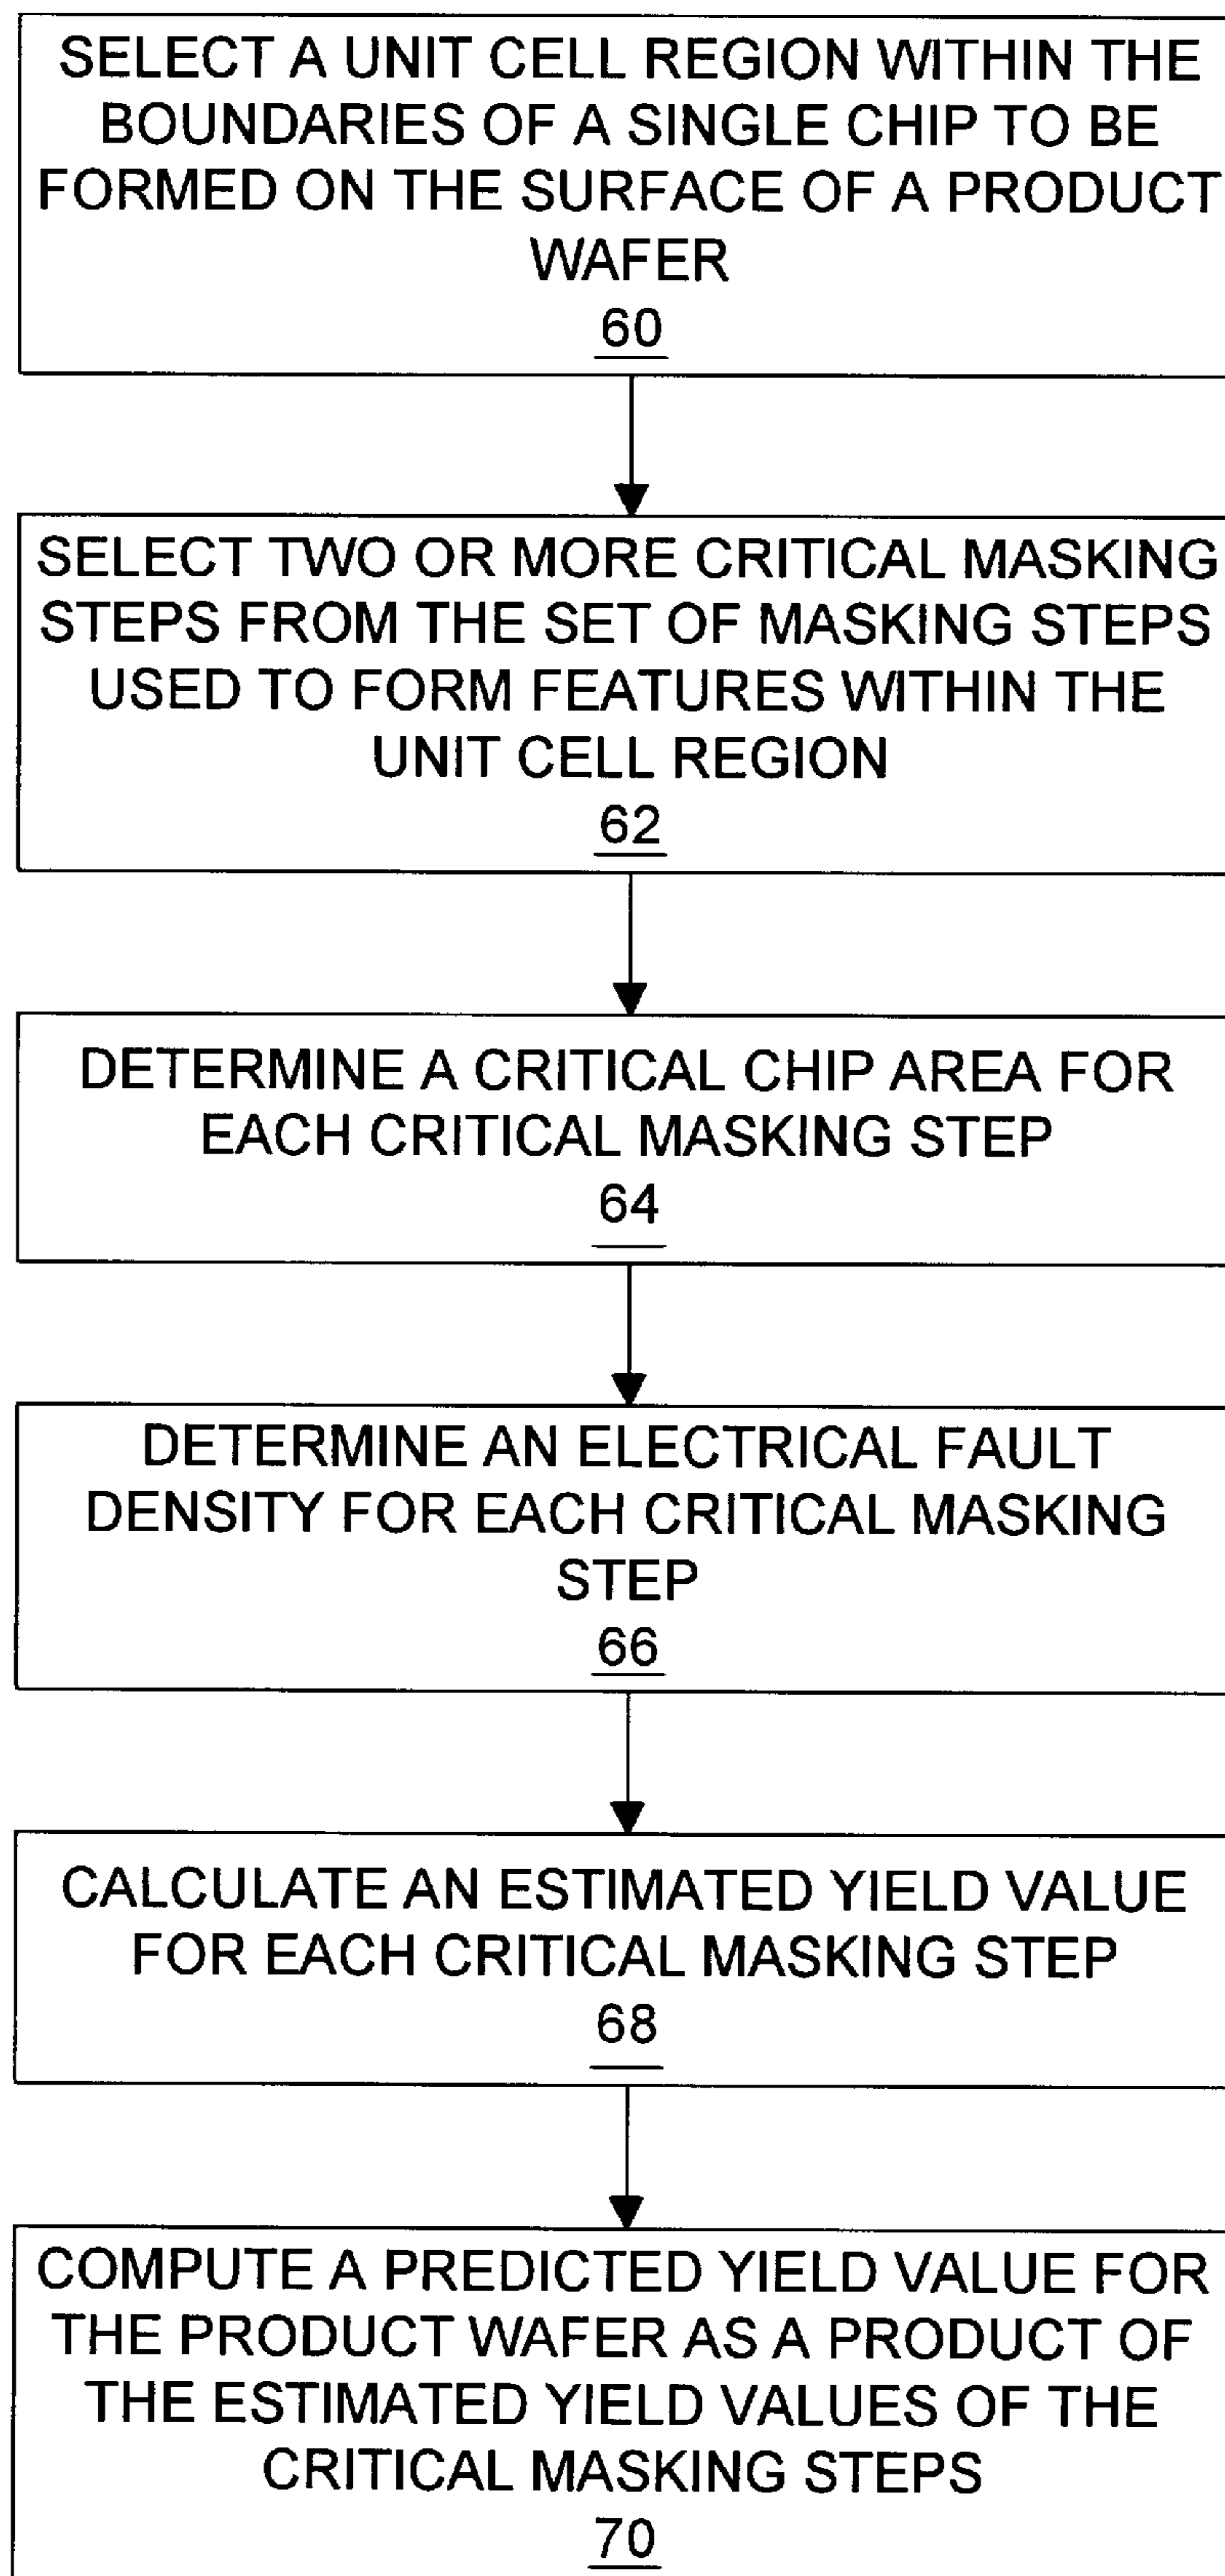 SELECT A UNIT CELL REGION WITHIN THE
BOUNDARIES OF A SINGLE CHIP TO BE
FORMED ON THE SURFACE OF A PRODUCT
WAFER
60
SELECT TWO OR MORE CRITICAL MASKING
STEPS FROM THE SET OF MASKING STEPS
USED TO FORM FEATURES WITHIN THE
UNIT CELL REGION
62
DETERMINE A CRITICAL CHIP AREA FOR
EACH CRITICAL MASKING STEP
64
DETERMINE AN ELECTRICAL FAULT
DENSITY FOR EACH CRITICAL MASKING
STEP
66
CALCULATE AN ESTIMATED YIELD VALUE
FOR EACH CRITICAL MASKING STEP
68
COMPUTE A PREDICTED YIELD VALUE FOR
THE PRODUCT WAFER AS A PRODUCT OF
THE ESTIMATED YIELD VALUES OF THE
CRITICAL MASKING STEPS
70